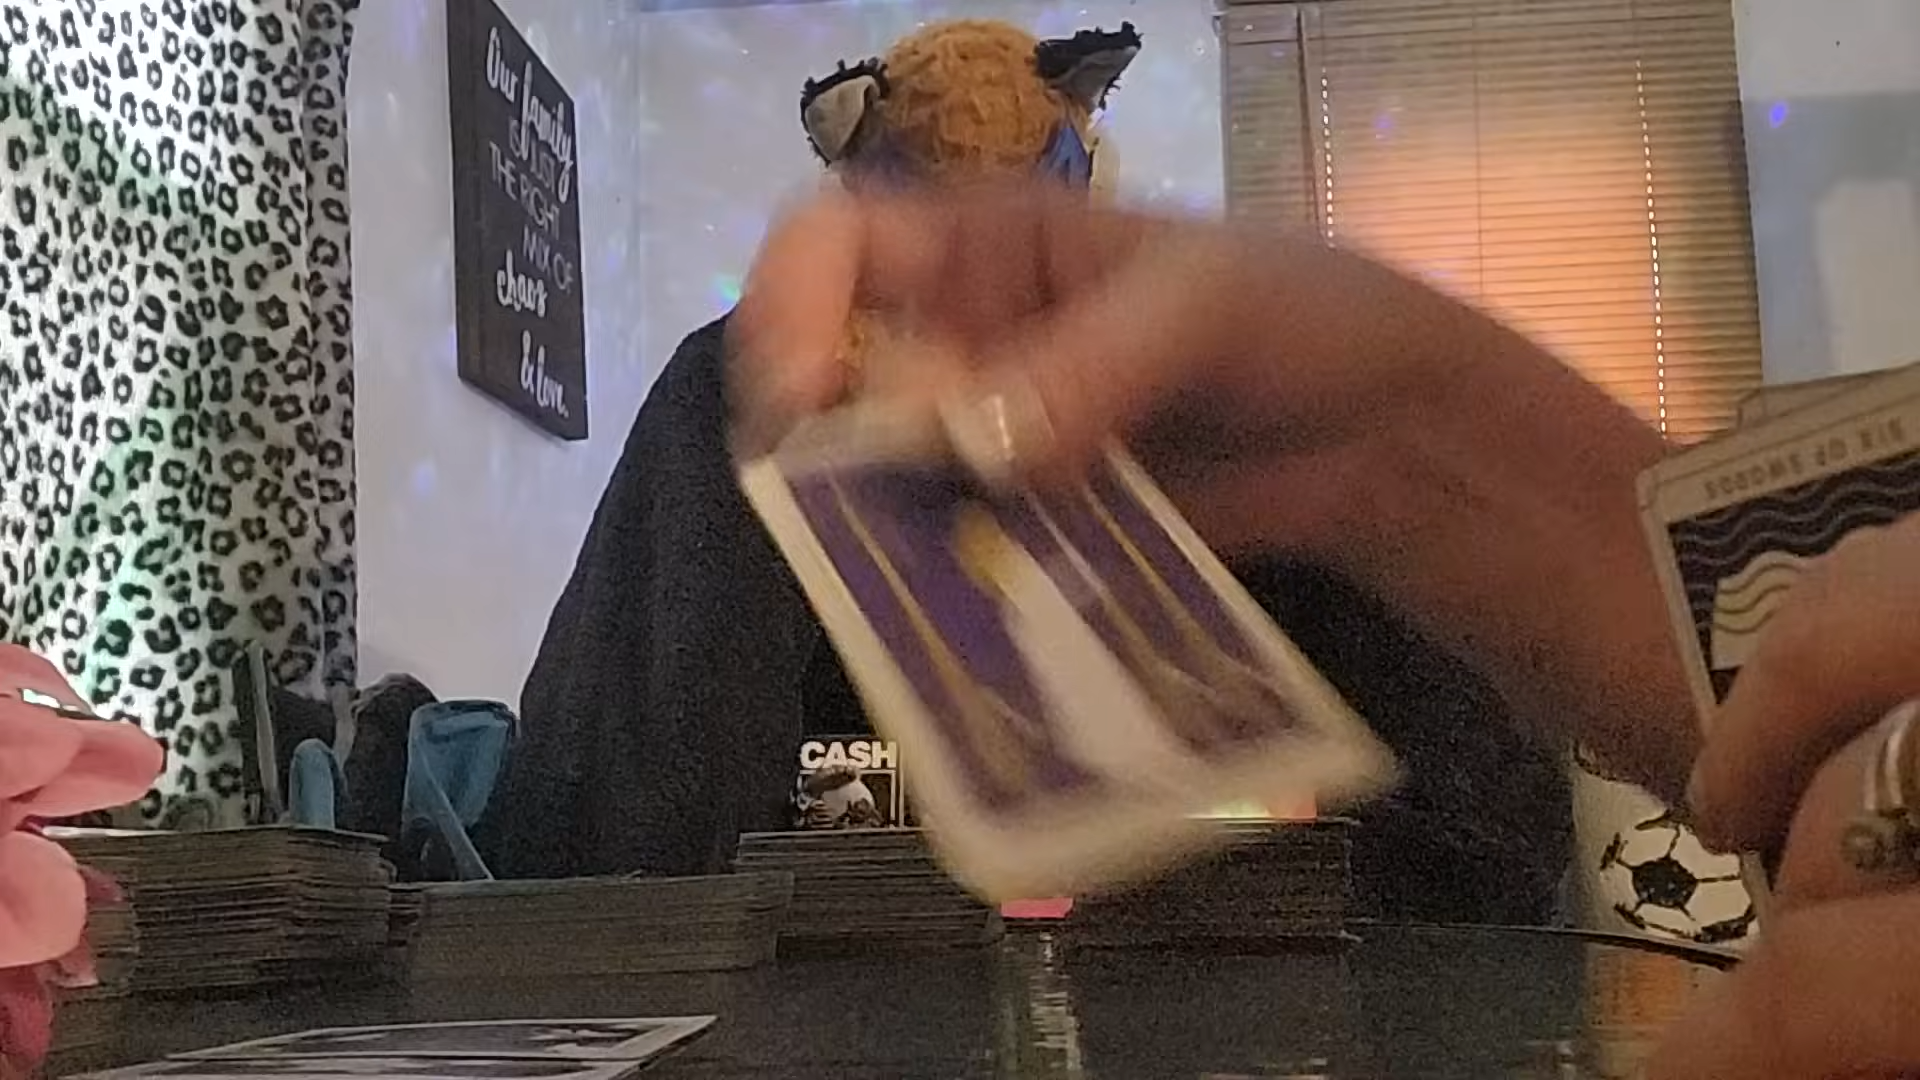 Our family
IS JUST
THE RIGHT
MIX OF
chaos
& love.
CASH
SIX OF SWORDS